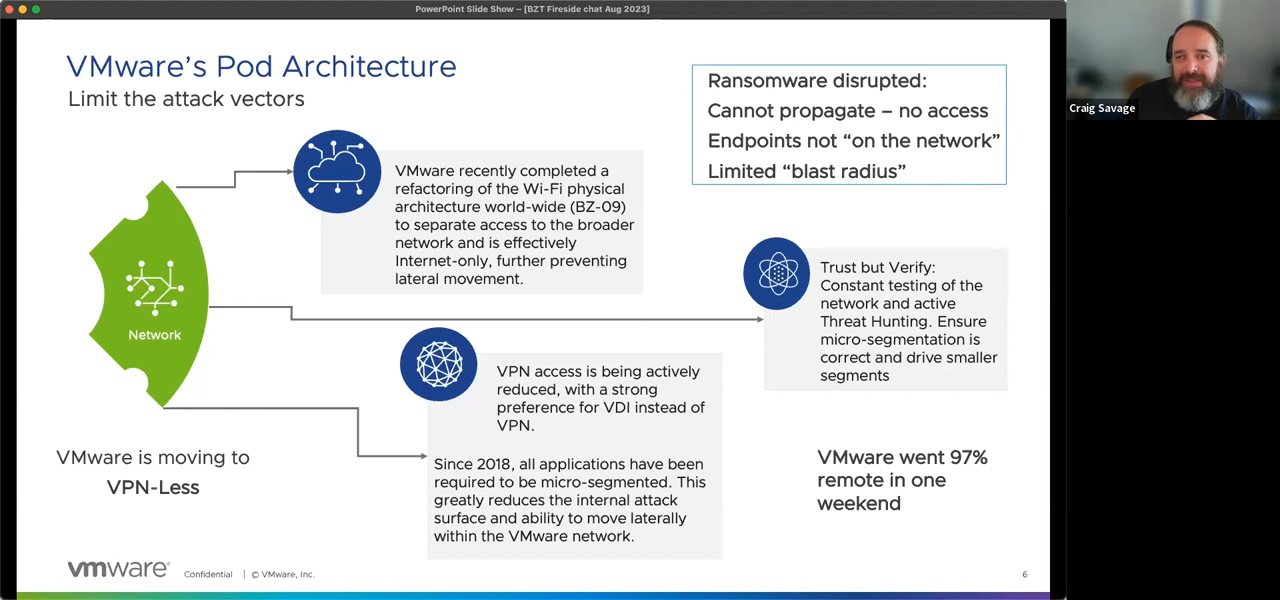 PowerPoint Slide Show – [BZT Fireside chat Aug 2023]
VMware's Pod Architecture
Limit the attack vectors
Ransomware disrupted:
Cannot propagate – no access
Endpoints not “on the network”
Limited “blast radius”
Craig Savage
VMware recently completed a
refactoring of the Wi-Fi physical
architecture world-wide (BZ-09)
to separate access to the broader
network and is effectively
Internet-only, further preventing
lateral movement.
Network
Trust but Verify:
Constant testing of the
network and active
Threat Hunting. Ensure
micro-segmentation is
correct and drive smaller
segments
VPN access is being actively
reduced, with a strong
preference for VDI instead of
VPN.
Since 2018, all applications have been
required to be micro-segmented. This
greatly reduces the internal attack
surface and ability to move laterally
within the VMware network.
VMware is moving to
VPN-Less
VMware went 97%
remote in one
weekend
vmware® Confidential | © VMware, Inc.
6